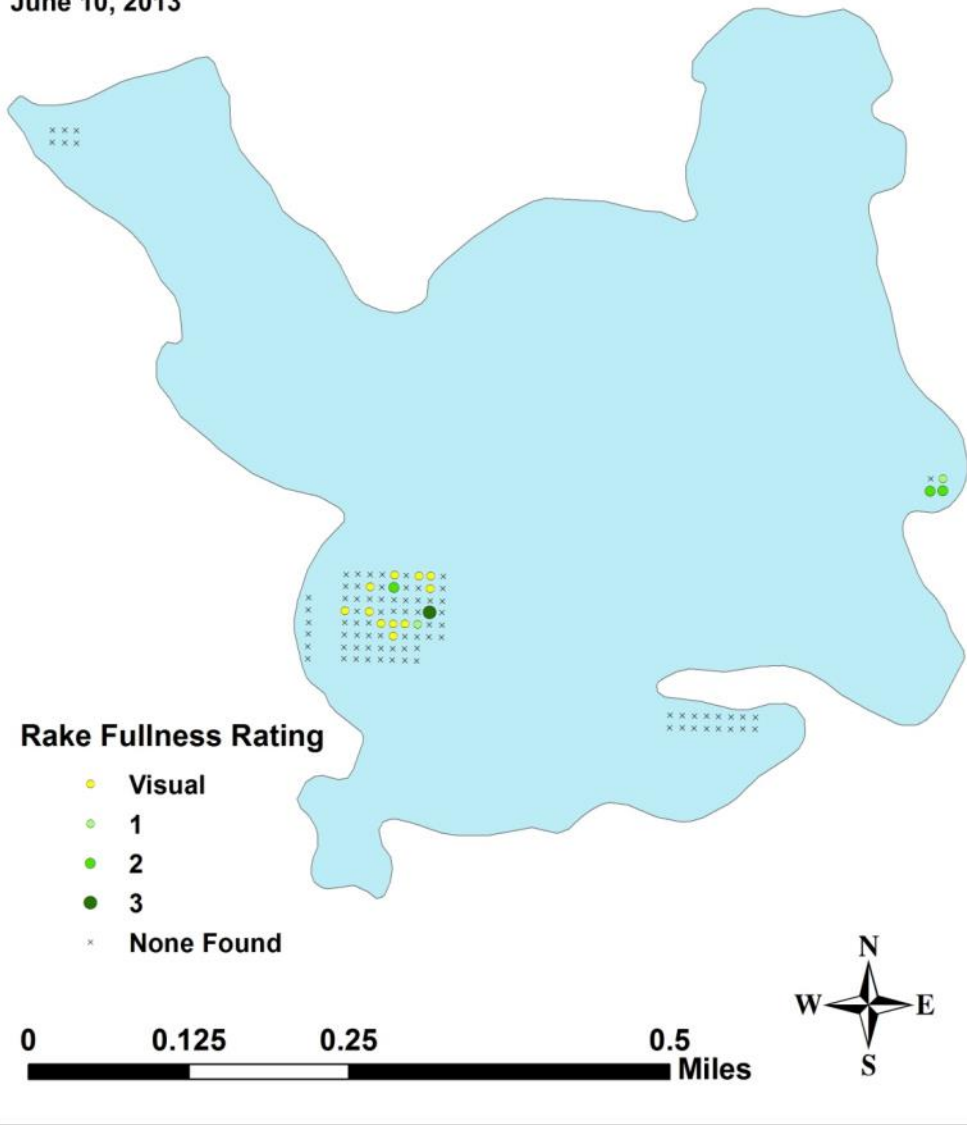 June 10, 2013
Rake Fullness Rating
Visual
1
2
3
None Found
N
W E
S
0 0.125 0.25 0.5
Miles